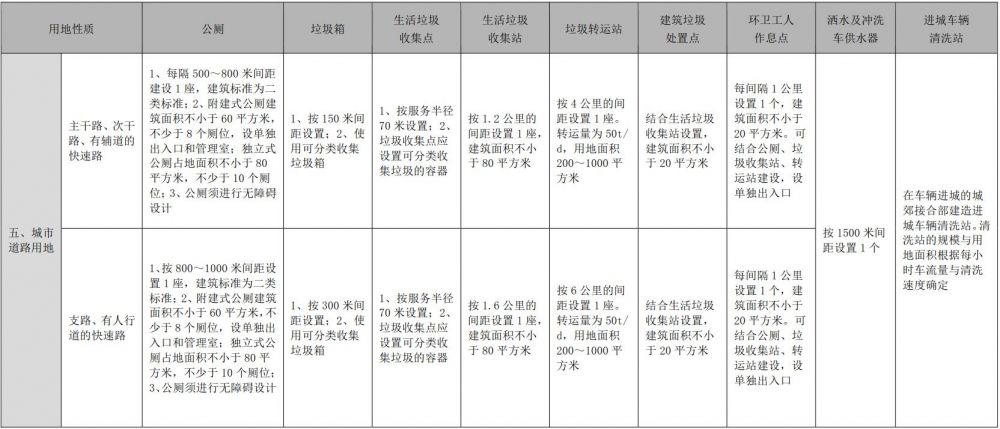 用地性质
公厕
垃圾箱
生活垃圾
收集点
生活垃圾
收集站
垃圾转运站
建筑垃圾
处置点
环卫工人
作息点
洒水及冲洗
车供水器
进城车辆
清洗站
五、城市
道路用地
主干路、次干
路、有辅道的
快速路
1、每隔 500～800 米间距
建设 1 座，建筑标准为二
类标准；2、附建式公厕
建筑面积不小于 60 平方米，
不少于 8 个厕位，设单独
出入口和管理室；独立式
公厕占地面积不小于 80
平方米，不少于 10 个厕
位；3、公厕须进行无障碍
设计
1、按 150 米间
距设置；2、使
用可分类收集
垃圾箱
1、按服务半径
70 米设置；2、
垃圾收集点应
设置可分类收
集垃圾的容器
按 1.2 公里的
间距设置 1 座，
建筑面积不小
于 80 平方米
按 4 公里的间
距设置 1 座。
转运量为 50t/
d，用地面积
200～1000 平方
米
结合生活垃圾
收集站设置，
建筑面积不小
于 20 平方米
每间隔 1 公里
设置 1 个，建
筑面积不小于
20 平方米。可
结合公厕、垃
圾收集站、转
运站建设，设
单独出入口
支路、有人行
道的快速路
1、按 800～1000 米间距设
置 1 座，建筑标准为二类
标准；2、附建式公厕建筑
面积不小于 60 平方米，不
少于 8 个厕位，设单独出
入口和管理室；独立式公
厕占地面积不小于 80 平
方米，不少于 10 个厕位；
3、公厕须进行无障碍设计
1、按 300 米间
距设置；2、使
用可分类收集
垃圾箱
1、按服务半径
70 米设置；2、
垃圾收集点应
设置可分类收
集垃圾的容器
按 1.6 公里的
间距设置 1 座，
建筑面积不小
于 80 平方米
按 6 公里的间
距设置 1 座。
转运量为 50t/
d，用地面积
200～1000 平方
米
结合生活垃圾
收集站设置，
建筑面积不小
于 20 平方米
每间隔 1 公里
设置 1 个，
建筑面积不小于
20 平方米。可
结合公厕、垃
圾收集站、转
运站建设，设
单独出入口
按 1500 米间
距设置 1 个
在车辆进城的城
郊接合部建造进
城车辆清洗站。清
洗站的规模与用
地面积根据每小
时车流量与清洗
速度确定